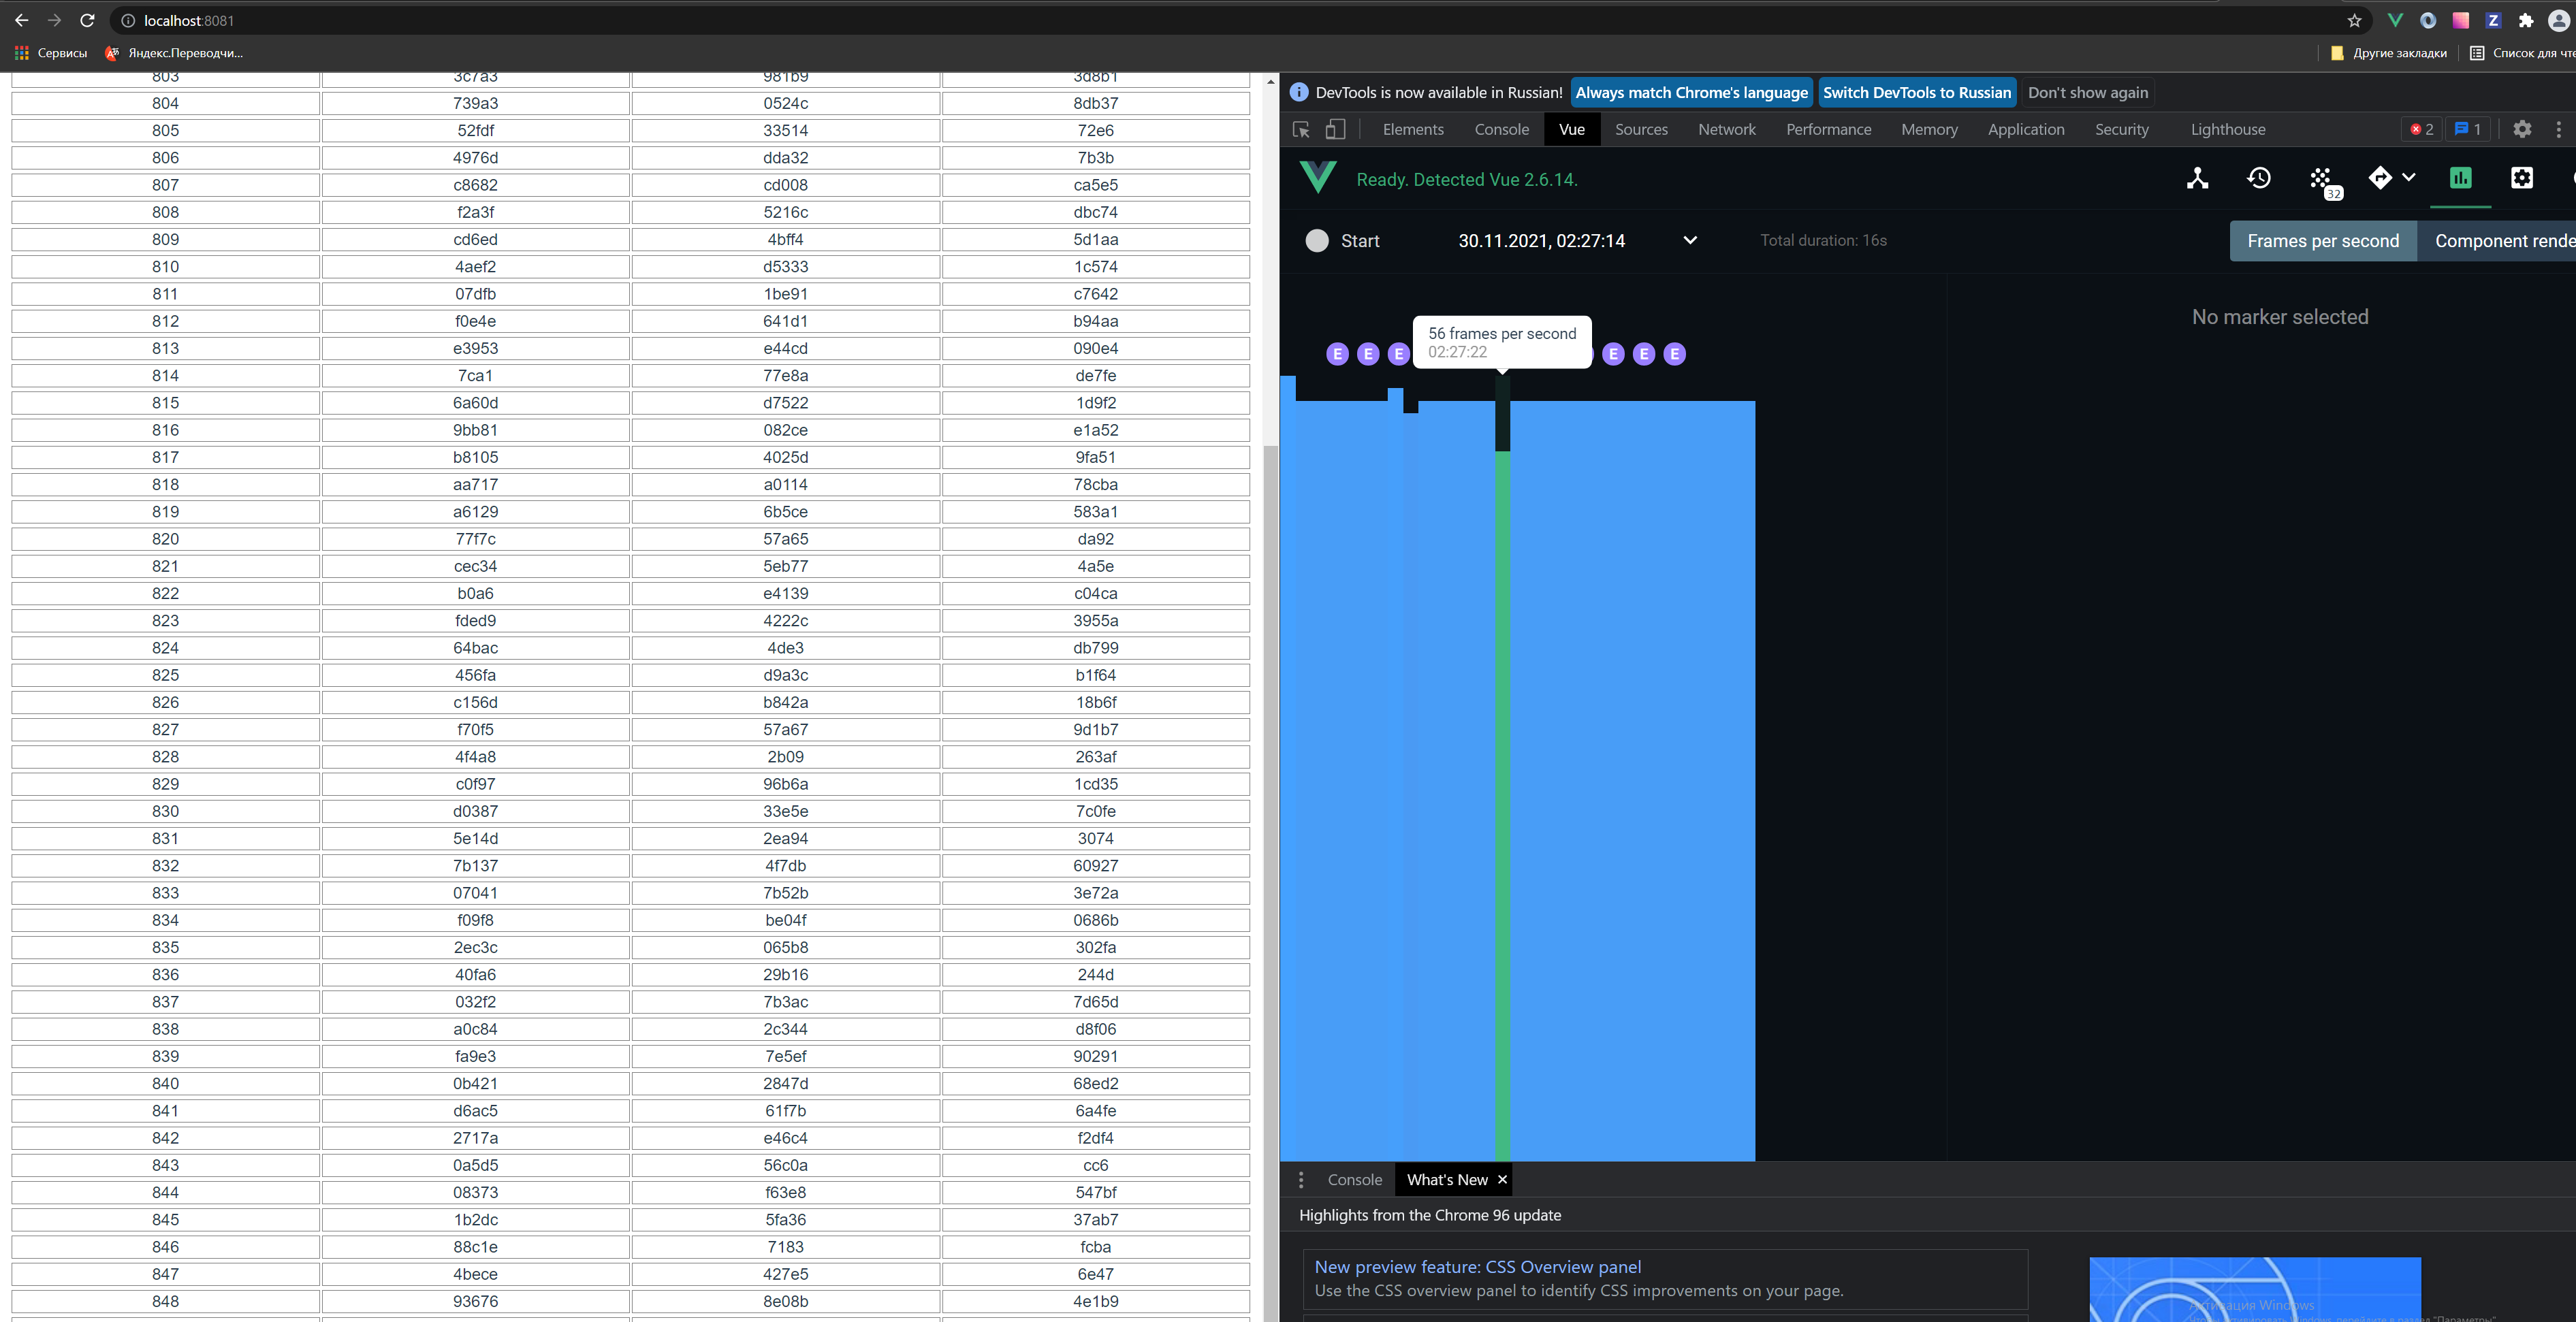 localhost:8081
Сервисы Яндекс.Переводчи...
Другие закладки Список для чте
803 3c7a3 981b9 3d8b1
804 739a3 0524c 8db37
805 52fdf 33514 72e6
806 4976d dda32 7b3b
807 c8682 cd008 ca5e5
808 f2a3f 5216c dbc74
809 cd6ed 4bff4 5d1aa
810 4aef2 d5333 1c574
811 07dfb 1be91 c7642
812 f0e4e 641d1 b94aa
813 e3953 e44cd 090e4
814 7ca1 77e8a de7fe
815 6a60d d7522 1d9f2
816 9bb81 082ce e1a52
817 b8105 4025d 9fa51
818 aa717 a0114 78cba
819 a6129 6b5ce 583a1
820 77f7c 57a65 da92
821 cec34 5eb77 4a5e
822 b0a6 e4139 c04ca
823 fded9 4222c 3955a
824 64bac 4de3 db799
825 456fa d9a3c b1f64
826 c156d b842a 18b6f
827 f70f5 57a67 9d1b7
828 4f4a8 2b09 263af
829 c0f97 96b6a 1cd35
830 d0387 33e5e 7c0fe
831 5e14d 2ea94 3074
832 7b137 4f7db 60927
833 07041 7b52b 3e72a
834 f09f8 be04f 0686b
835 2ec3c 065b8 302fa
836 40fa6 29b16 244d
837 032f2 7b3ac 7d65d
838 a0c84 2c344 d8f06
839 fa9e3 7e5ef 90291
840 0b421 2847d 68ed2
841 d6ac5 61f7b 6a4fe
842 2717a e46c4 f2df4
843 0a5d5 56c0a cc6
844 08373 f63e8 547bf
845 1b2dc 5fa36 37ab7
846 88c1e 7183 fcba
847 4bece 427e5 6e47
848 93676 8e08b 4e1b9
DevTools is now available in Russian! Always match Chrome's language Switch DevTools to Russian Don't show again
Elements Console Vue Sources Network Performance Memory Application Security Lighthouse 2 1
Ready. Detected Vue 2.6.14. 32
Start 30.11.2021, 02:27:14 Total duration: 16s Frames per second Component rende
No marker selected
56 frames per second
02:27:22
E E E E E E
Console What's New
Highlights from the Chrome 96 update
New preview feature: CSS Overview panel
Use the CSS overview panel to identify CSS improvements on your page.
Активация Windows